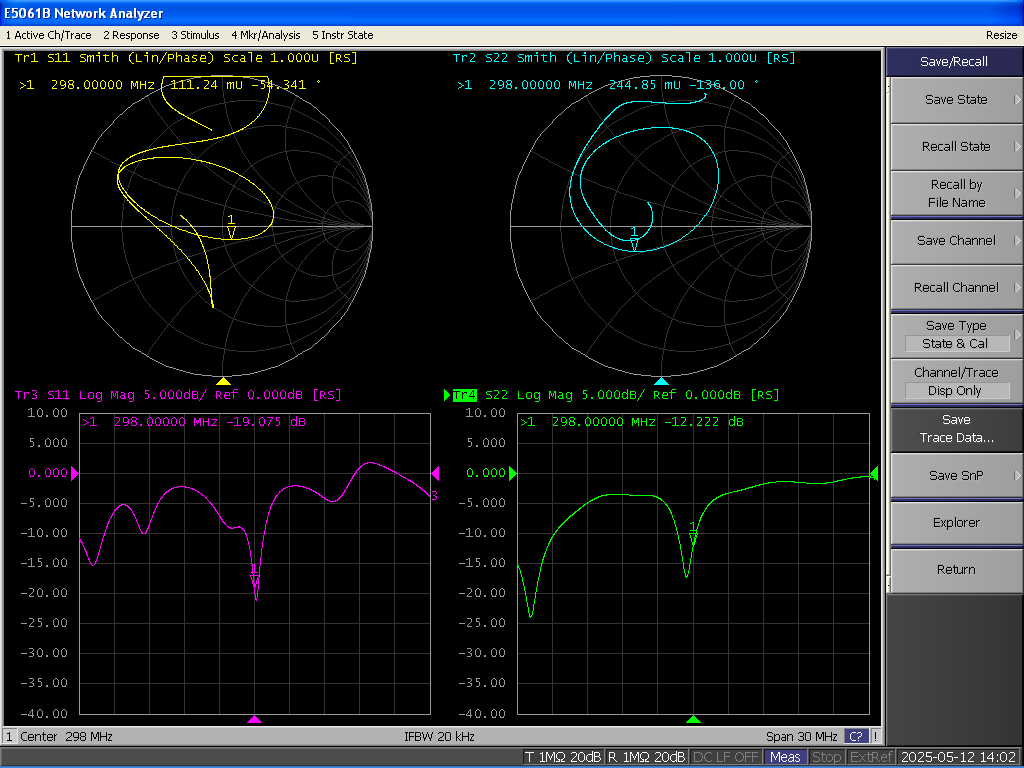 E5061B Network Analyzer
1 Active Ch/Trace 2 Response 3 Stimulus 4 Mkr/Analysis 5 Instr State Resize
Tr1 S11 Smith (Lin/Phase) Scale 1.000U [RS]
>1 298.00000 MHz 111.24 mU -54.341 °
1
Tr2 S22 Smith (Lin/Phase) Scale 1.000U [RS]
>1 298.00000 MHz 244.85 mU -136.00 °
1
Tr3 S11 Log Mag 5.000dB/ Ref 0.000dB [RS]
10.00
>1 298.00000 MHz -19.075 dB
5.000
0.000
-5.000
3
-10.00
-15.00
1
-20.00
-25.00
-30.00
-35.00
-40.00
Tr4 S22 Log Mag 5.000dB/ Ref 0.000dB [RS]
10.00
>1 298.00000 MHz -12.222 dB
5.000
0.000
-5.000
1
-10.00
-15.00
-20.00
-25.00
-30.00
-35.00
-40.00
1 Center 298 MHz IFBW 20 kHz Span 30 MHz C? !
Save/Recall
Save State
Recall State
Recall by
File Name
Save Channel
Recall Channel
Save Type
State & Cal
Channel/Trace
Disp Only
Save
Trace Data...
Save SnP
Explorer
Return
T 1MΩ 20dB R 1MΩ 20dB DC LF OFF Meas Stop ExtRef 2025-05-12 14:02